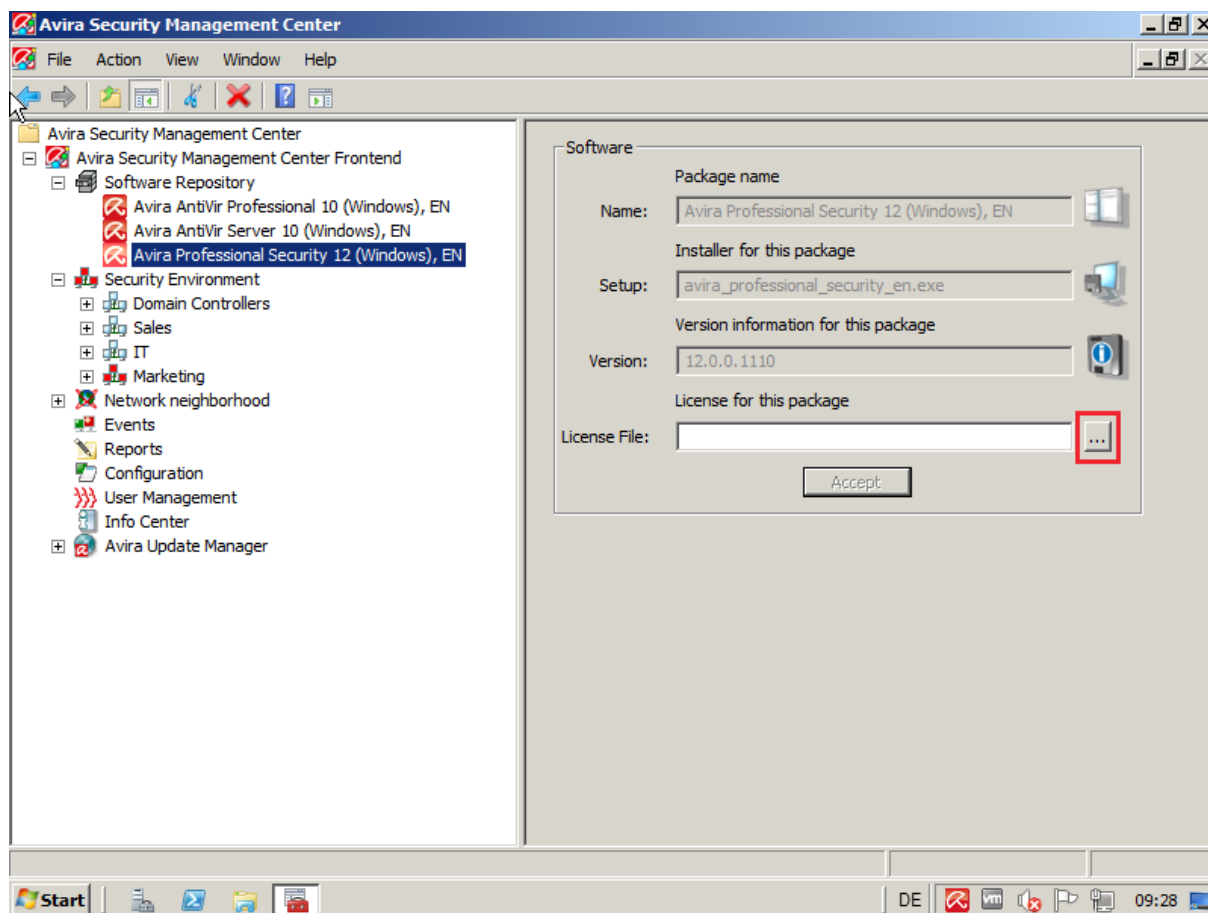 Avira Security Management Center
File Action View Window Help
Avira Security Management Center
Avira Security Management Center Frontend
Software Repository
Avira AntiVir Professional 10 (Windows), EN
Avira AntiVir Server 10 (Windows), EN
Avira Professional Security 12 (Windows), EN
Security Environment
Domain Controllers
Sales
IT
Marketing
Network neighborhood
Events
Reports
Configuration
User Management
Info Center
Avira Update Manager
Software
Package name
Name: Avira Professional Security 12 (Windows), EN
Installer for this package
Setup: avira_professional_security_en.exe
Version information for this package
Version: 12.0.0.1110
License for this package
License File: ...
Accept
Start DE vm 09:28